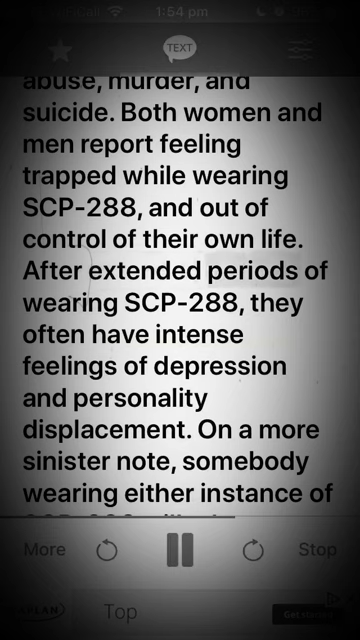 1:54 pm
TEXT
abuse, murder, and
suicide. Both women and
men report feeling
trapped while wearing
SCP-288, and out of
control of their own life.
After extended periods of
wearing SCP-288, they
often have intense
feelings of depression
and personality
displacement. On a more
sinister note, somebody
wearing either instance of
More
Stop
Top